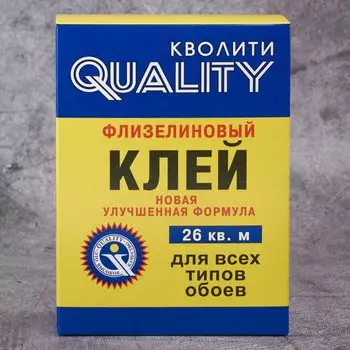 КВОЛИТИ
QUALITY
ФЛИЗЕЛИНОВЫЙ
КЛЕЙ
НОВАЯ
УЛУЧШЕННАЯ ФОРМУЛА
26 кв. м
для всех
типов
обоев